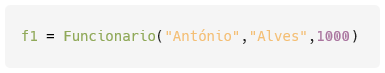 f1 = Funcionario("António","Alves",1000)